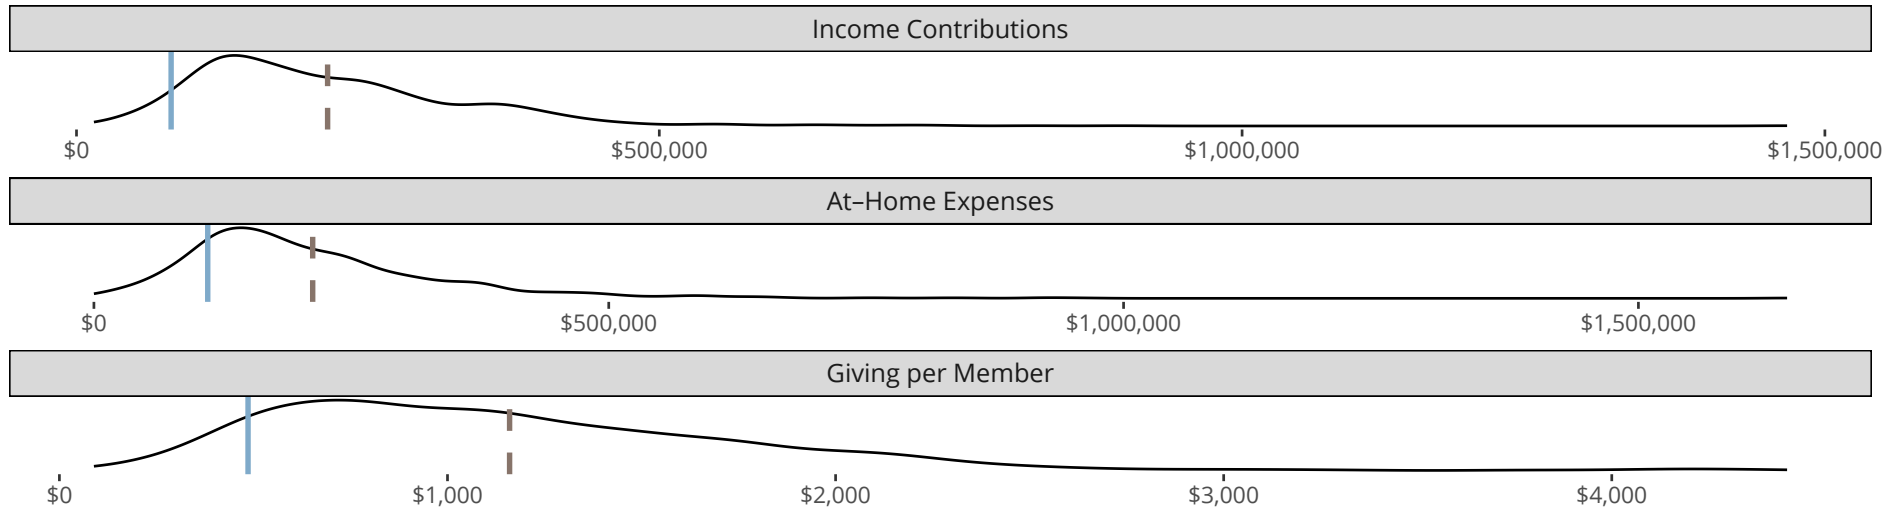 Income Contributions
$0 $500,000 $1,000,000 $1,500,000
At–Home Expenses
$0 $500,000 $1,000,000 $1,500,000
Giving per Member
$0 $1,000 $2,000 $3,000 $4,000